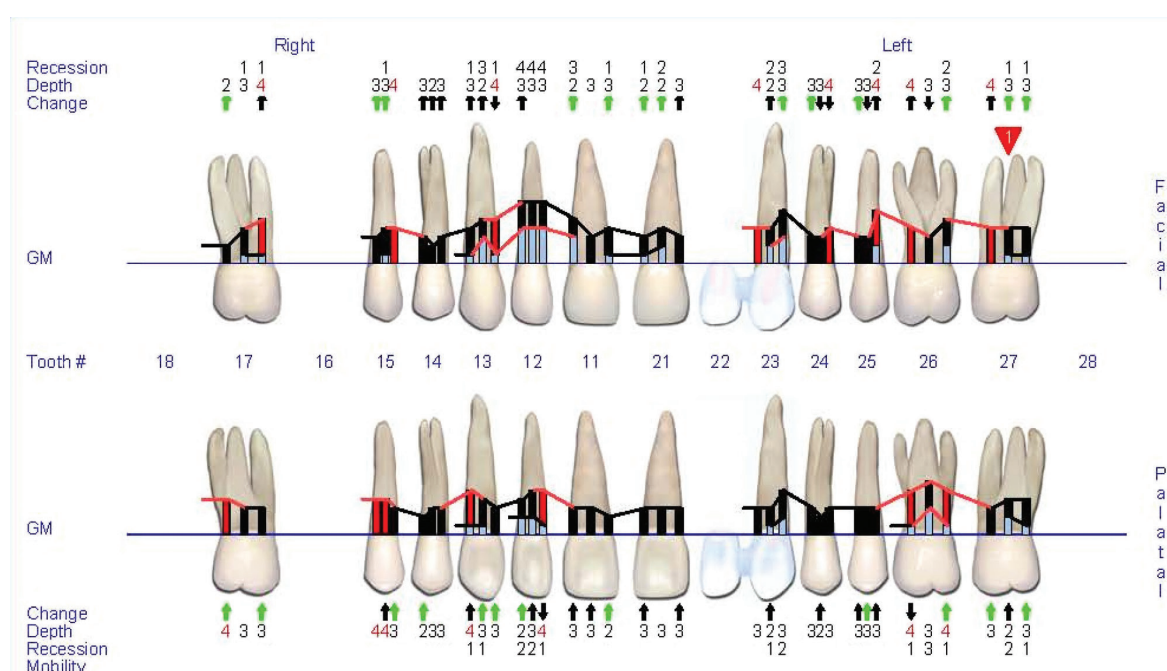 Right Left
Recession 1 1 1 131 444 3 1 1 2 23 2 2 1 1
Depth 2 3 4 334 323 324 333 2 3 3 2 2 3 4 23 334 334 4 3 3 4 3 3
Change
1
Facial
GM
Tooth # 18 17 16 15 14 13 12 11 21 22 23 24 25 26 27 28
Palatal
GM
Change
Depth 4 3 3 443 233 433 234 3 3 2 3 3 3 3 2 3 323 333 4 3 4 3 2 3
Recession 11 221 1 2 1 3 1 2 1
Mobility